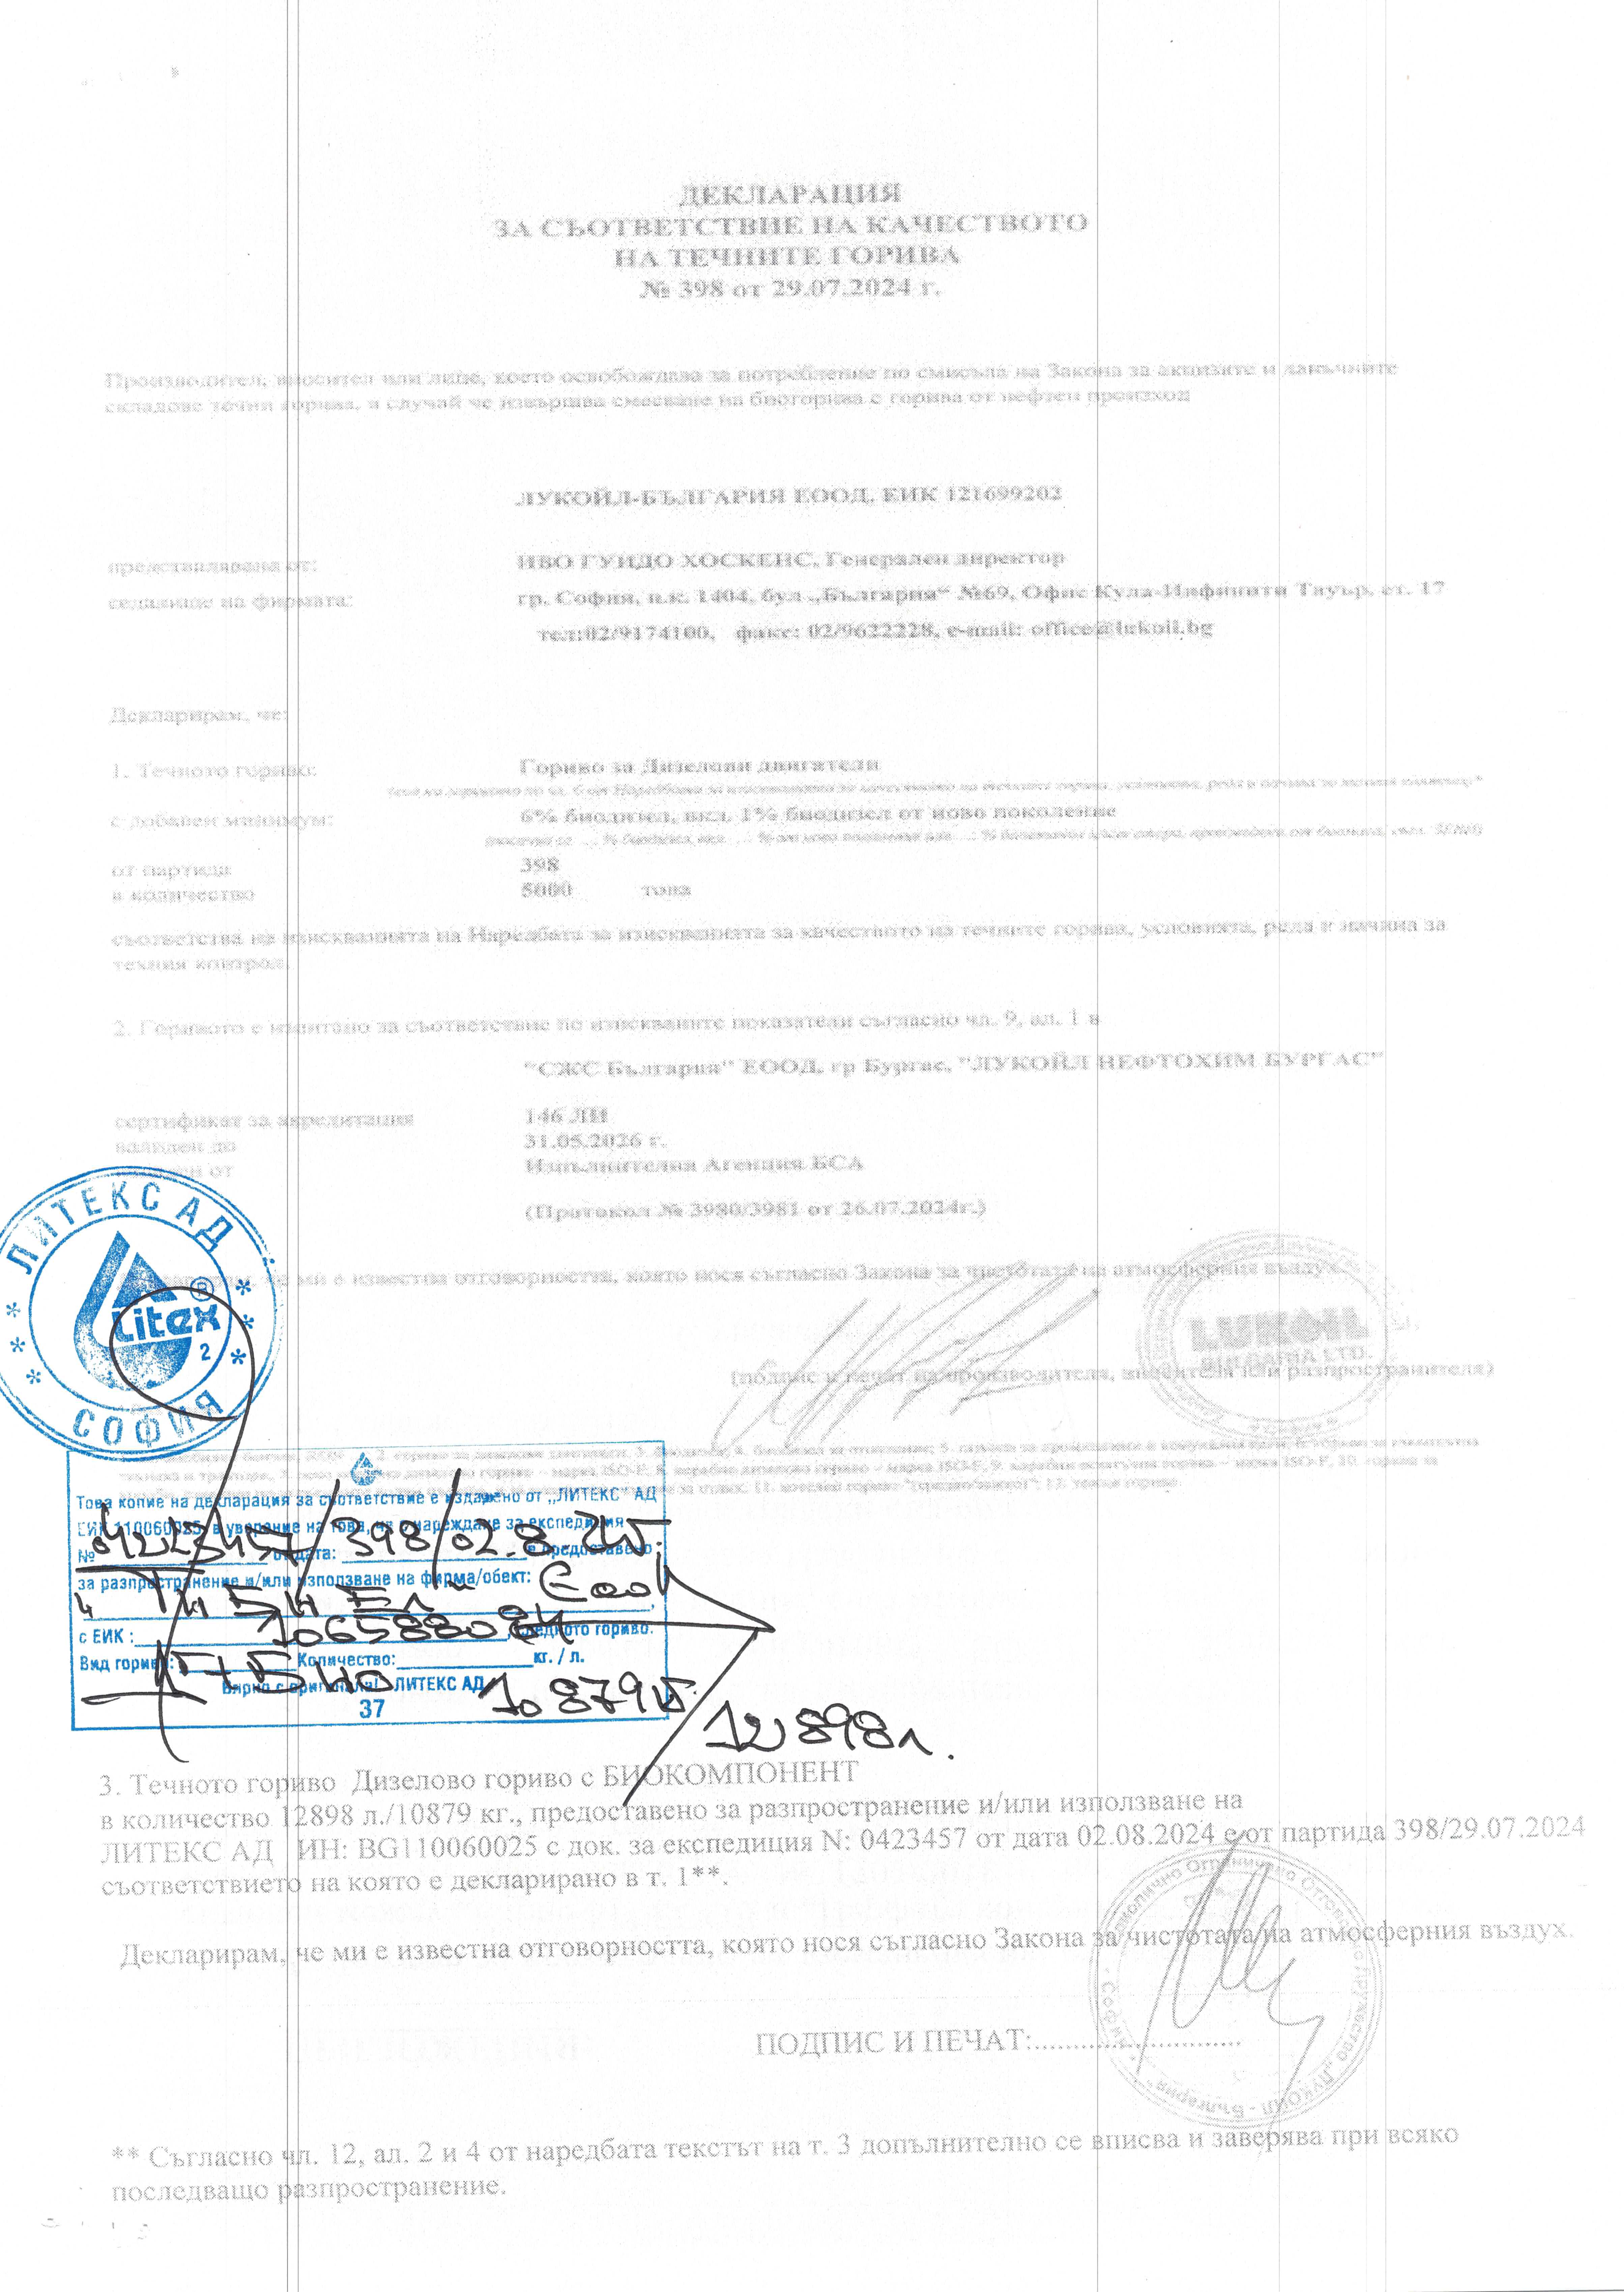 ДЕКЛАРАЦИЯ
ЗА СЪОТВЕТСТВИЕ НА КАЧЕСТВОТО
НА ТЕЧНИТЕ ГОРИВА
№ 398 от 29.07.2024 г.
Производител, вносител или лице, което освобождава за потребление по смисъла на Закона за акцизите и данъчните
складове течни горива, в случай че извършва смесване на биогорива с горива от нефтен произход
ЛУКОЙЛ-БЪЛГАРИЯ ЕООД, ЕИК 121699202
представлявана от: ИВО ГУИДО ХОСКЕНС, Генерален директор
седалище на фирмата: гр. София, п.к. 1404, бул „България“ №69, Офис Кула-Инфинити Тауър, ет. 17
тел:02/9174100, факс: 02/9622228, e-mail: office@lukoil.bg
Декларирам, че:
1. Течното гориво: Гориво за Дизелови двигатели
с добавен минимум: 6% биодизел, вкл. 1% биодизел от ново поколение
от партида 398
в количество 5000 тона
съответства на изискванията на Наредбата за изискванията за качеството на течните горива, условията, реда и начина за
техния контрол.
2. Горивото е изпитано за съответствие по изискваните показатели съгласно чл. 9, ал. 1 в
"СЖС България" ЕООД, гр Бургас, "ЛУКОЙЛ НЕФТОХИМ БУРГАС"
сертификат за акредитация 146 ЛИ
валиден до 31.05.2026 г.
от Изпълнителна Агенция БСА
(Протокол № 3980/3981 от 26.07.2024г.)
че ми е известна отговорността, която нося съгласно Закона за чистотата на атмосферния въздух.
ЛИТЕКС АД
Litex ®
2
СОФИЯ
LUKOIL
BULGARIA LTD.
(подпис и печат на производителя, вносителя или разпространителя)
Това копие на декларация за съответствие е издадено от „ЛИТЕКС" АД
ЕИК 110060025, в уверение на това, че с нареждане за експедиция
№ 0423457/398/02.8. от дата: е предоставено
за разпространение и/или използване на фирма/обект:
с ЕИК : 106588084, следното гориво.
Вид гориво: Количество: кг. / л.
Вярно с оригинала! ЛИТЕКС АД
10879
37
12898л.
3. Течното гориво Дизелово гориво с БИОКОМПОНЕНТ
в количество 12898 л./10879 кг., предоставено за разпространение и/или използване на
ЛИТЕКС АД ИН: BG110060025 с док. за експедиция N: 0423457 от дата 02.08.2024 е от партида 398/29.07.2024
съответствието на която е декларирано в т. 1**.
Декларирам, че ми е известна отговорността, която нося съгласно Закона за чистотата на атмосферния въздух.
ПОДПИС И ПЕЧАТ:..........................
** Съгласно чл. 12, ал. 2 и 4 от наредбата текстът на т. 3 допълнително се вписва и заверява при всяко
последващо разпространение.